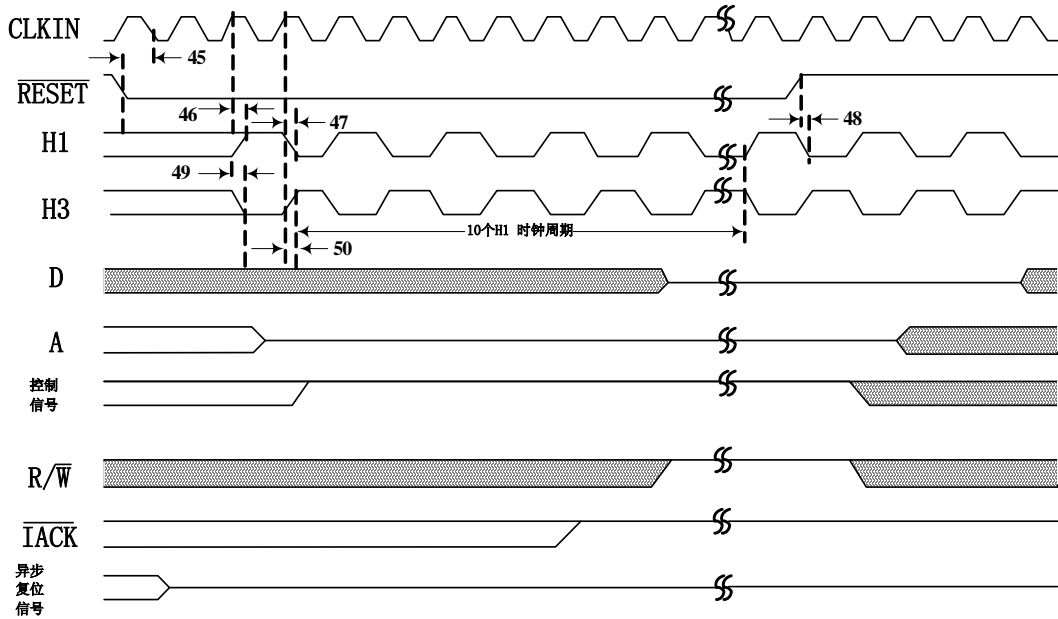 CLKIN
45
RESET
46
47
48
H1
49
H3
10个H1 时钟周期
50
D
A
控制
信号
R/W
IACK
异步
复位
信号